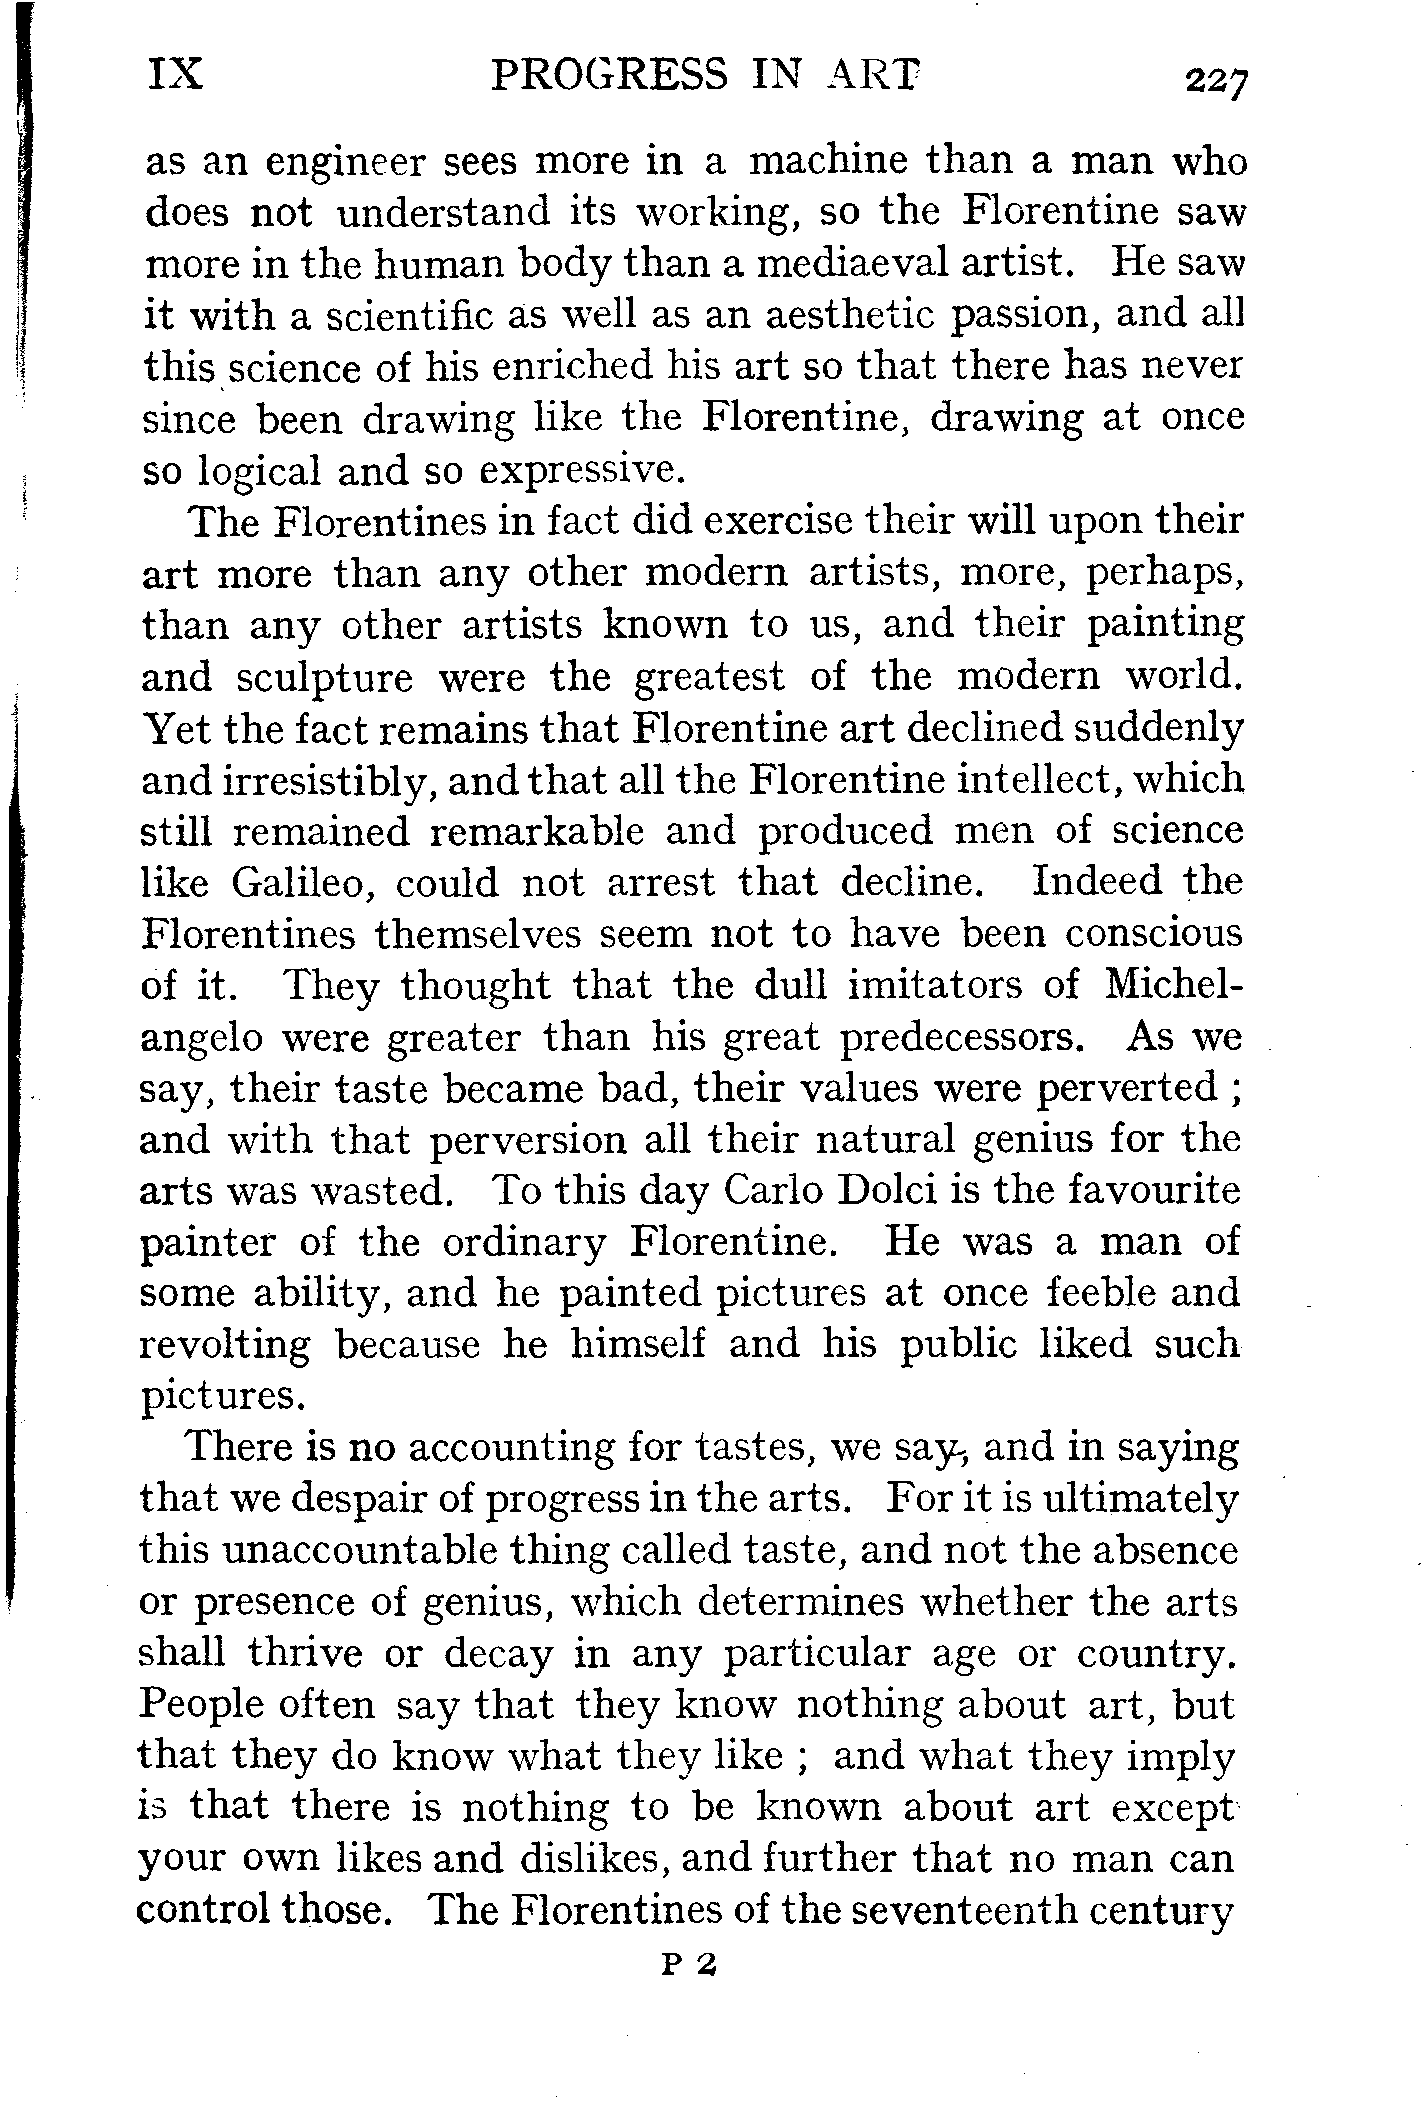 IX PROGRESS IN ART 227
as an engineer sees more in a machine than a man who
does not understand its working, so the Florentine saw
more in the human body than a mediaeval artist. He saw
it with a scientific as well as an aesthetic passion, and all
this science of his enriched his art so that there has never
since been drawing like the Florentine, drawing at once
so logical and so expressive.
The Florentines in fact did exercise their will upon their
art more than any other modern artists, more, perhaps,
than any other artists known to us, and their painting
and sculpture were the greatest of the modern world.
Yet the fact remains that Florentine art declined suddenly
and irresistibly, and that all the Florentine intellect, which
still remained remarkable and produced men of science
like Galileo, could not arrest that decline. Indeed the
Florentines themselves seem not to have been conscious
of it. They thought that the dull imitators of Michel-
angelo were greater than his great predecessors. As we
say, their taste became bad, their values were perverted ;
and with that perversion all their natural genius for the
arts was wasted. To this day Carlo Dolci is the favourite
painter of the ordinary Florentine. He was a man of
some ability, and he painted pictures at once feeble and
revolting because he himself and his public liked such
pictures.
There is no accounting for tastes, we say, and in saying
that we despair of progress in the arts. For it is ultimately
this unaccountable thing called taste, and not the absence
or presence of genius, which determines whether the arts
shall thrive or decay in any particular age or country.
People often say that they know nothing about art, but
that they do know what they like ; and what they imply
is that there is nothing to be known about art except
your own likes and dislikes, and further that no man can
control those. The Florentines of the seventeenth century
P 2